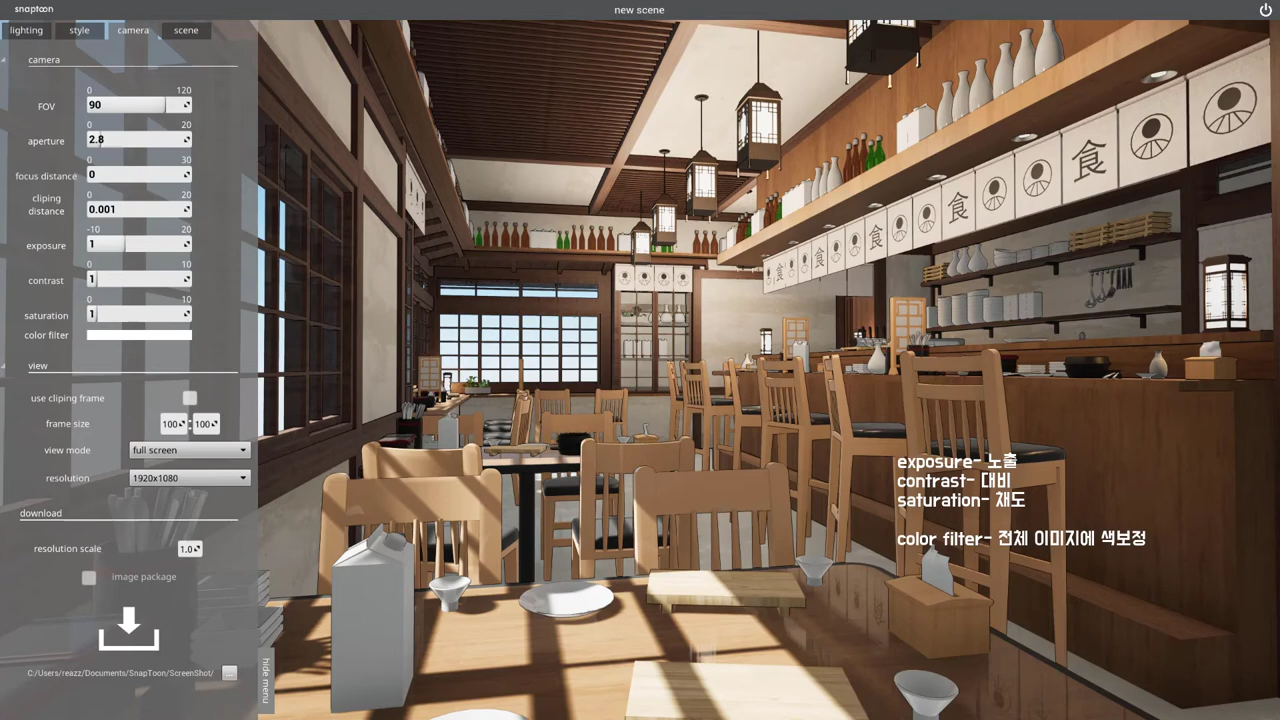 snaptoon
new scene
lighting
style
camera
scene
camera
0 120
FOV 90
0 20
aperture 2.8
0 30
focus distance 0
0 20
cliping distance 0.001
-10 20
exposure 1
0 10
contrast 1
0 10
saturation 1
color filter
view
use cliping frame
frame size 100 : 100
view mode full screen
resolution 1920x1080
download
resolution scale 1.0
image package
C:/Users/reazz/Documents/SnapToon/ScreenShot/ ...
hide menu
食
食
食
食
食
exposure- 노출
contrast- 대비
saturation- 채도
color filter- 전체 이미지에 색보정